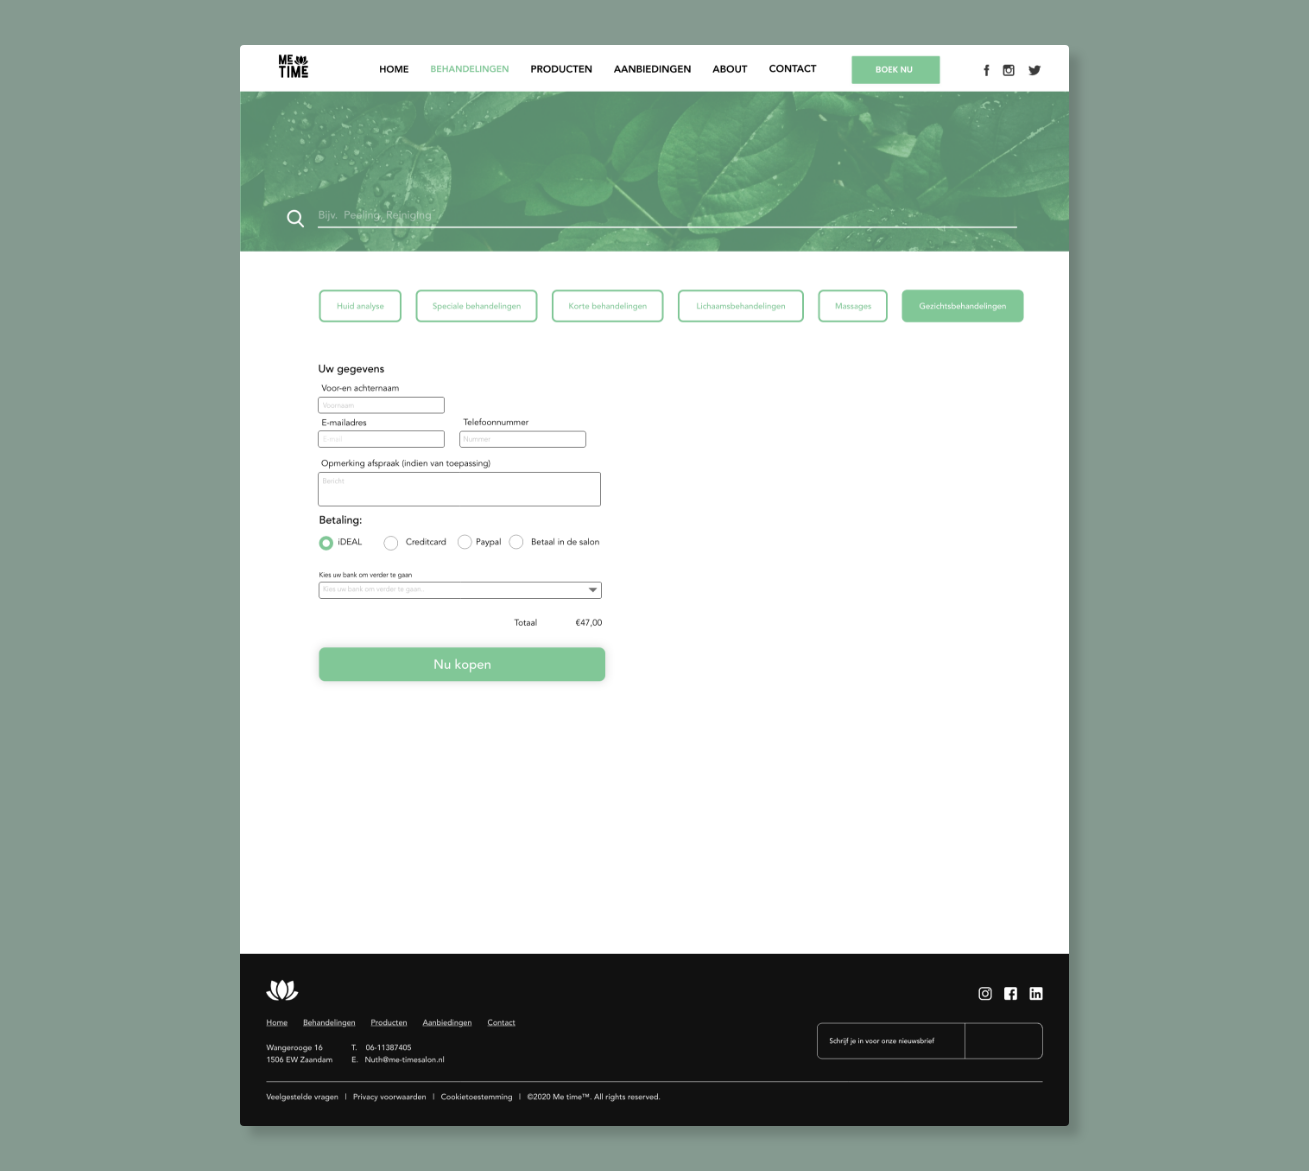 ME TIME
HOME BEHANDELINGEN PRODUCTEN AANBIEDINGEN ABOUT CONTACT BOEK NU
Bijv. Peeling, Reiniging
Huid analyse Speciale behandelingen Korte behandelingen Lichaamsbehandelingen Massages Gezichtsbehandelingen
Uw gegevens
Voor-en achternaam
Voornaam
E-mailadres Telefoonnummer
E-mail Nummer
Opmerking afspraak (indien van toepassing)
Bericht
Betaling:
iDEAL Creditcard Paypal Betaal in de salon
Kies uw bank om verder te gaan
Kies uw bank om verder te gaan .
Totaal €47,00
Nu kopen
Home Behandelingen Producten Aanbiedingen Contact
Schrijf je in voor onze nieuwsbrief
Wangerooge 16 T. 06-11387405
1506 EW Zaandam E. Nuth@me-timesalon.nl
Veelgestelde vragen | Privacy voorwaarden | Cookietoestemming | ©2020 Me time™. All rights reserved.